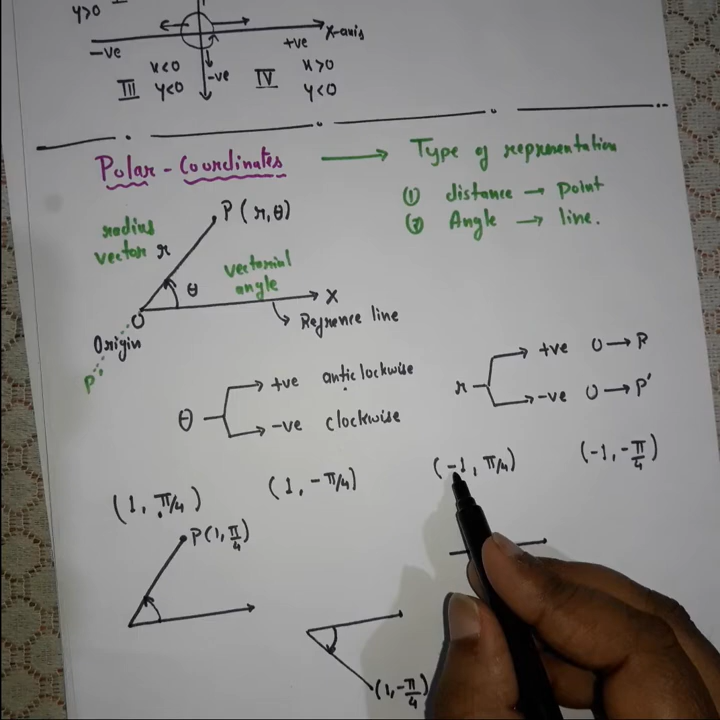 y>0
X-axis
-ve
+ve
x<0
-ve
x>0
III
y<0
IV
y<0
Polar-Coordinates → Type of representation
① distance → point
② Angle → line.
radius
vector r
P(r,θ)
vectorial
angle
θ
X
O
Origin
Refrence line
P'
θ
+ve anticlockwise
-ve clockwise
r
+ve O→P
-ve O→P'
(1, π/4)
(1, -π/4)
(-1, π/4)
(-1, -π/4)
P(1, π/4)
(1, -π/4)